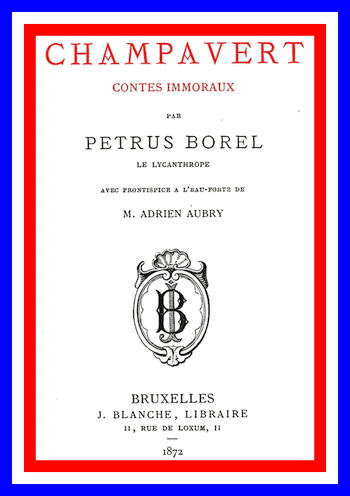 CHAMPAVERT
CONTES IMMORAUX
PAR
PETRUS BOREL
LE LYCANTHROPE
AVEC FRONTISPICE A L'EAU-FORTE DE
M. ADRIEN AUBRY
JB
BRUXELLES
J. BLANCHE, LIBRAIRE
11, RUE DE LOXUM, 11
1872